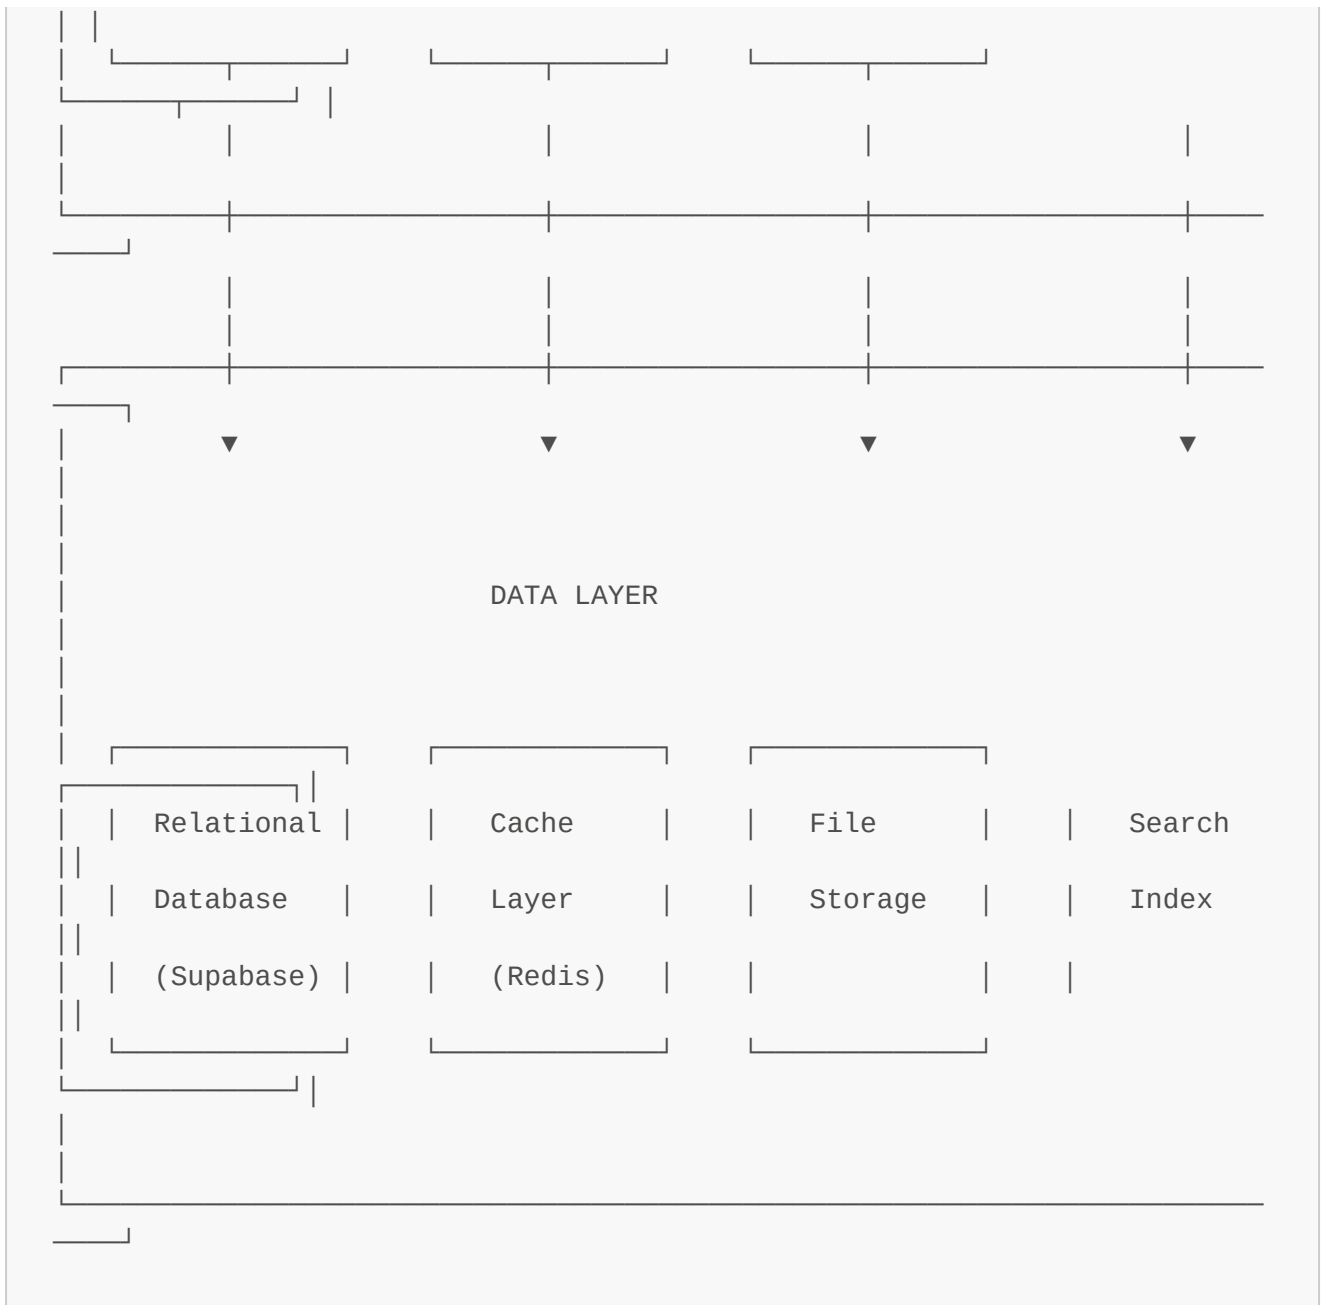 DATA LAYER
Relational Cache File Search
Database Layer Storage Index
(Supabase) (Redis)